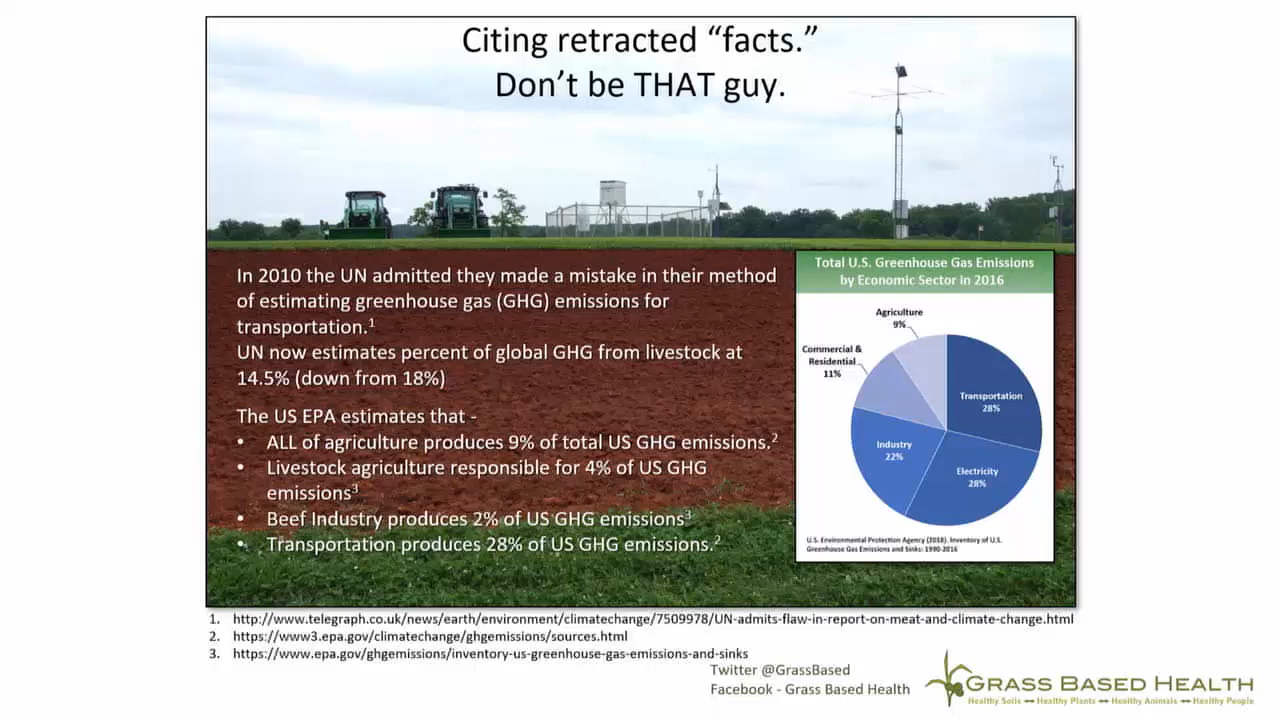 Citing retracted “facts.”
Don’t be THAT guy.
In 2010 the UN admitted they made a mistake in their method
of estimating greenhouse gas (GHG) emissions for
transportation.1
UN now estimates percent of global GHG from livestock at
14.5% (down from 18%)
The US EPA estimates that -
• ALL of agriculture produces 9% of total US GHG emissions.2
• Livestock agriculture responsible for 4% of US GHG
emissions3
• Beef Industry produces 2% of US GHG emissions3
• Transportation produces 28% of US GHG emissions.2
Total U.S. Greenhouse Gas Emissions
by Economic Sector in 2016
Agriculture
9%
Commercial &
Residential
11%
Transportation
28%
Industry
22%
Electricity
28%
U.S. Environmental Protection Agency (2018). Inventory of U.S.
Greenhouse Gas Emissions and Sinks: 1990-2016
1. http://www.telegraph.co.uk/news/earth/environment/climatechange/7509978/UN-admits-flaw-in-report-on-meat-and-climate-change.html
2. https://www3.epa.gov/climatechange/ghgemissions/sources.html
3. https://www.epa.gov/ghgemissions/inventory-us-greenhouse-gas-emissions-and-sinks
Twitter @GrassBased
Facebook - Grass Based Health
GRASS BASED HEALTH
Healthy Soils ↔ Healthy Plants ↔ Healthy Animals ↔ Healthy People